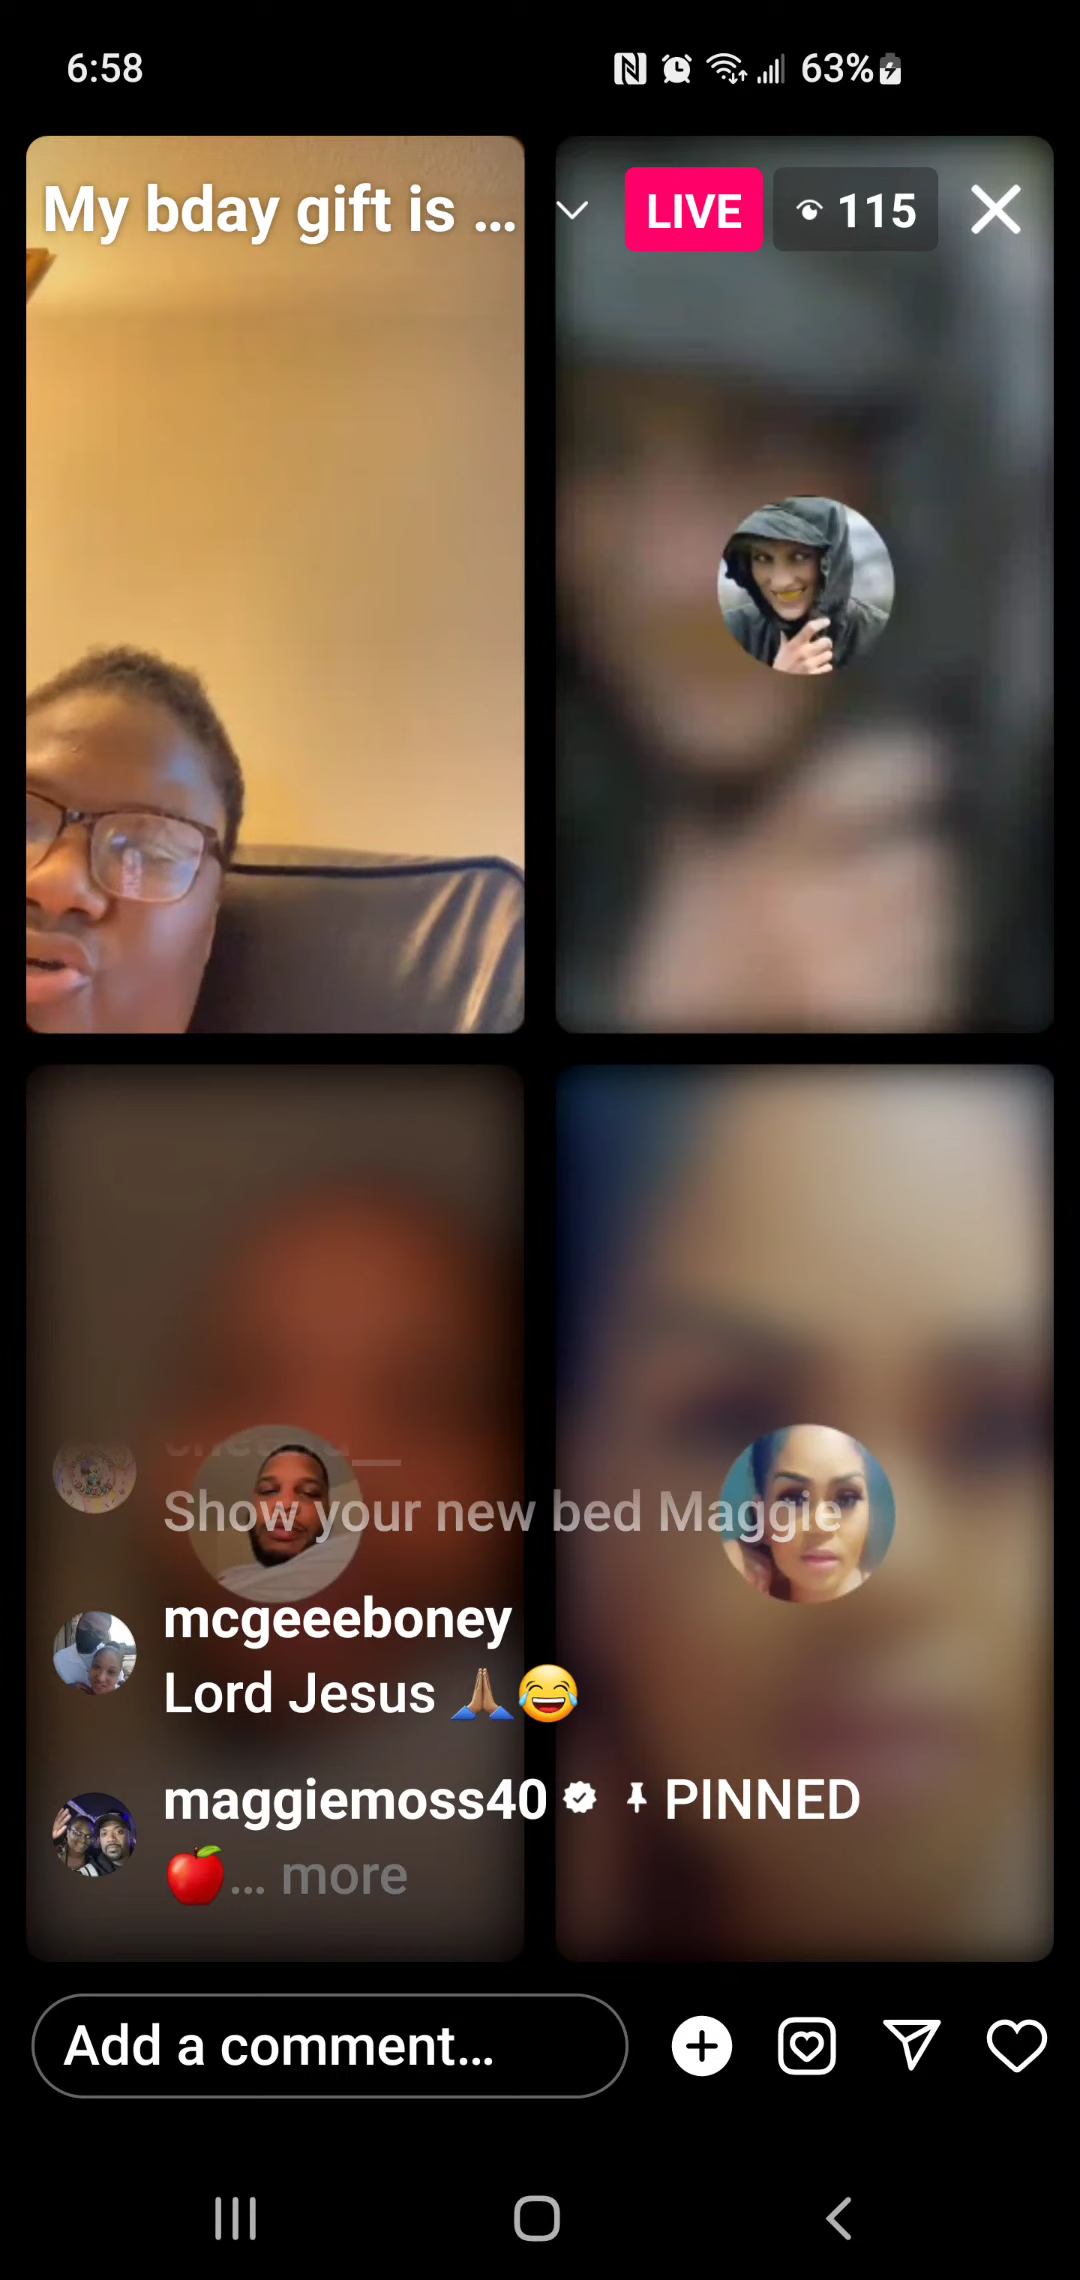 6:58
63%
My bday gift is ...
LIVE
115
Show your new bed Maggie
mcgeeeboney
Lord Jesus 🙏🏽😂
maggiemoss40 PINNED
🍎... more
Add a comment...